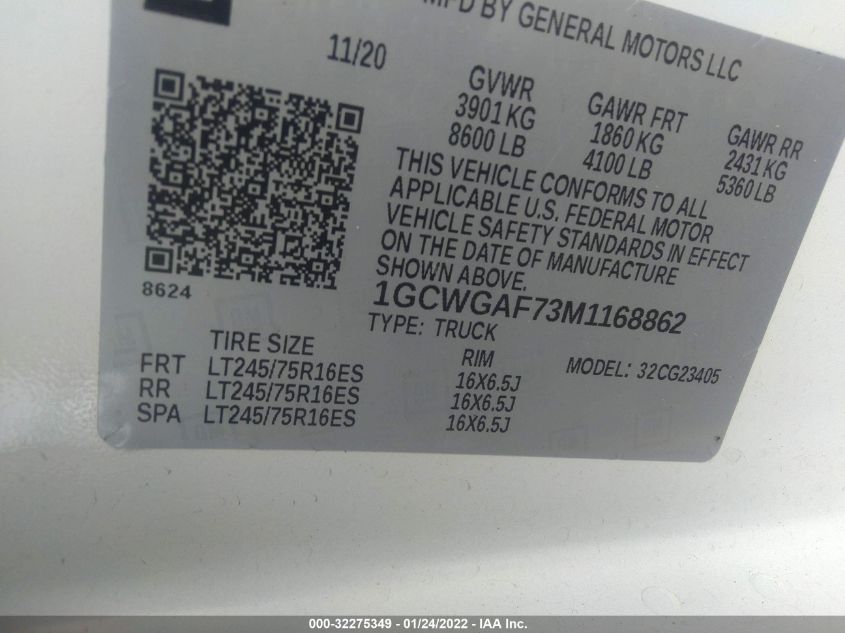 MFD BY GENERAL MOTORS LLC
11/20
GVWR
3901 KG
8600 LB
GAWR FRT
1860 KG
4100 LB
GAWR RR
2431 KG
5360 LB
THIS VEHICLE CONFORMS TO ALL
APPLICABLE U.S. FEDERAL MOTOR
VEHICLE SAFETY STANDARDS IN EFFECT
ON THE DATE OF MANUFACTURE
SHOWN ABOVE.
8624
1GCWGAF73M1168862
TYPE: TRUCK
MODEL: 32CG23405
TIRE SIZE RIM
FRT LT245/75R16ES 16X6.5J
RR LT245/75R16ES 16X6.5J
SPA LT245/75R16ES 16X6.5J
000-32275349 - 01/24/2022 - IAA Inc.